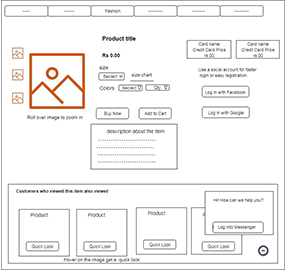 Fashion
Product title
Rs 0.00
size:
Select
size chart
Colors
Select
Qty
Roll over image to zoom in
Buy Now
Add to Cart
description about the item
Card name
Credit Card Price
rs.00
Card name
Credit Card Price
rs.00
Use a social account for faster
login or easy registration.
Log in with Facebook
Log in with Google
Customers who viewed this item also viewed
Product
Product
Product
Product
Quick Look
Quick Look
Quick Look
Quick Look
Hover on the image get a quick look
Hi! How can we help you?
Log into Messenger